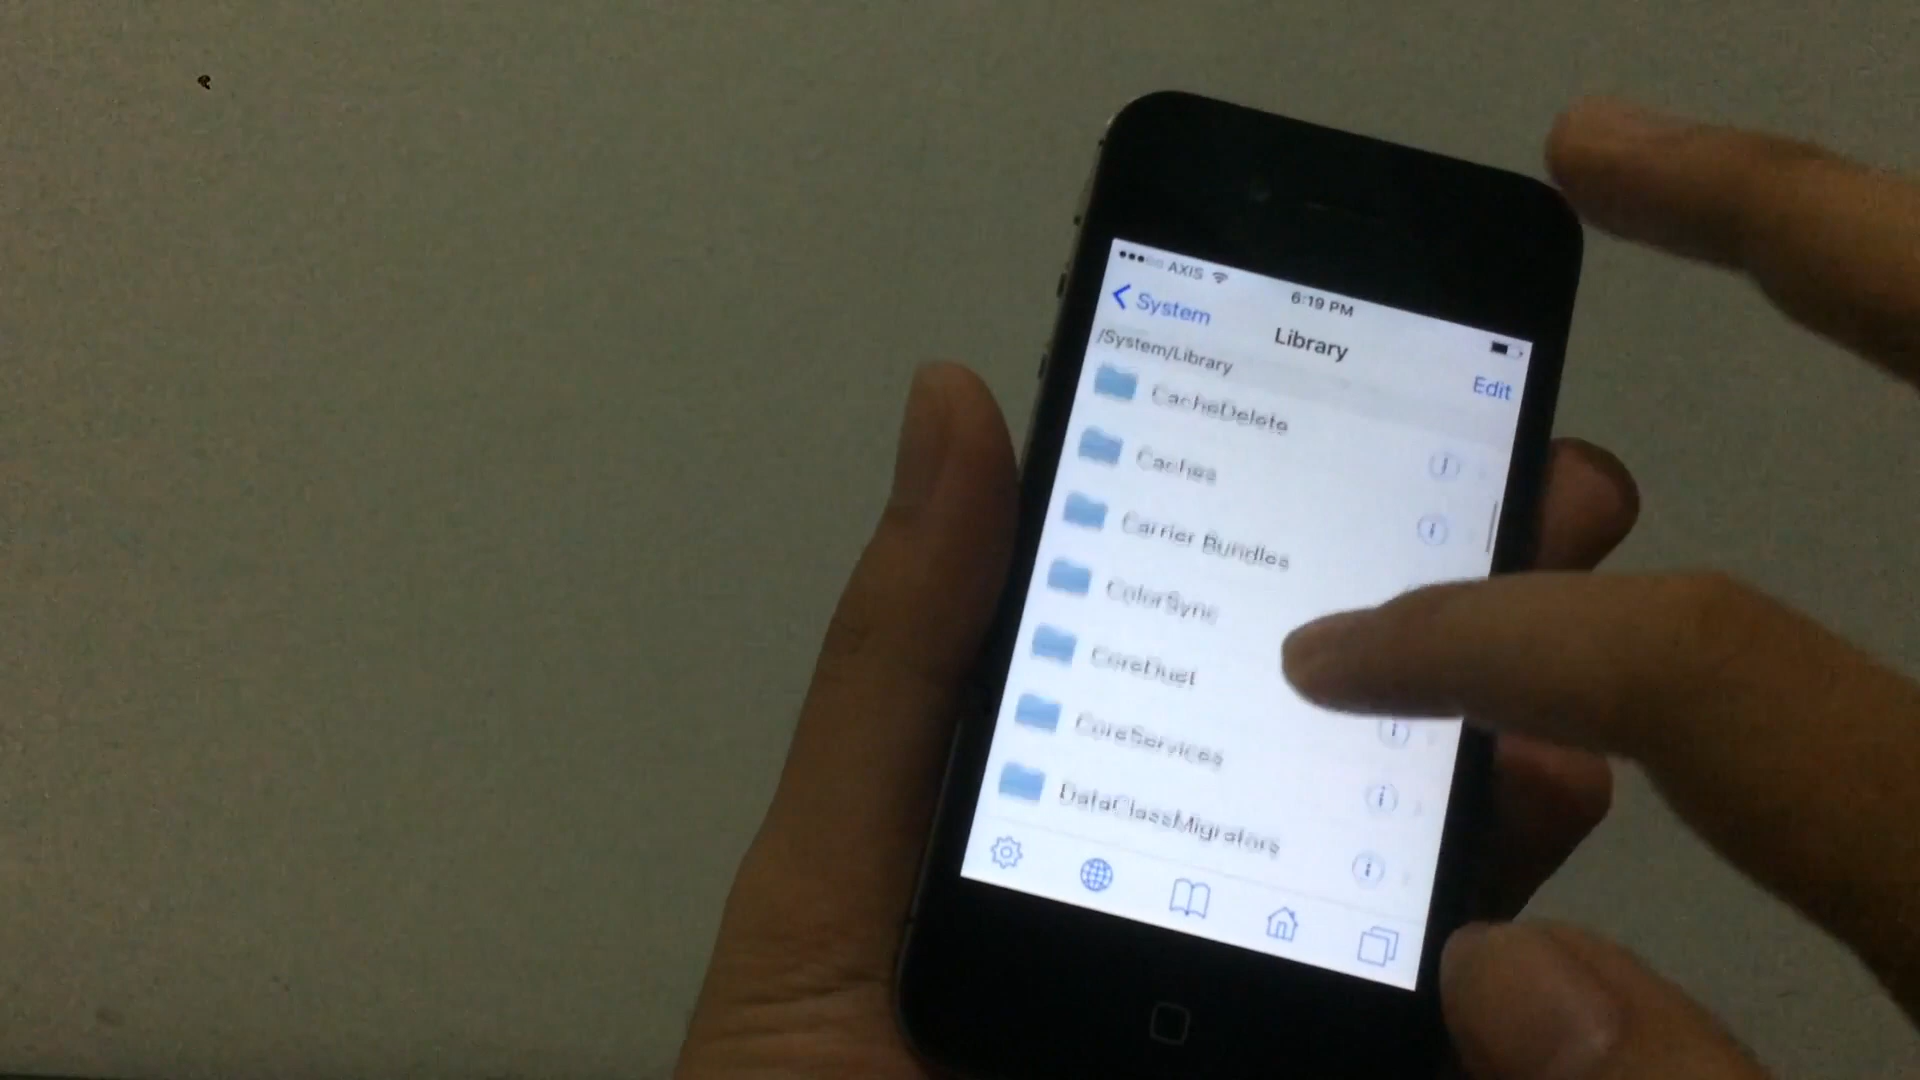 AXIS
6:19 PM
System
Library
Edit
/System/Library
CacheDelete
Caches
Carrier Bundles
ColorSync
CoreDuet
CoreServices
DataClassMigrators